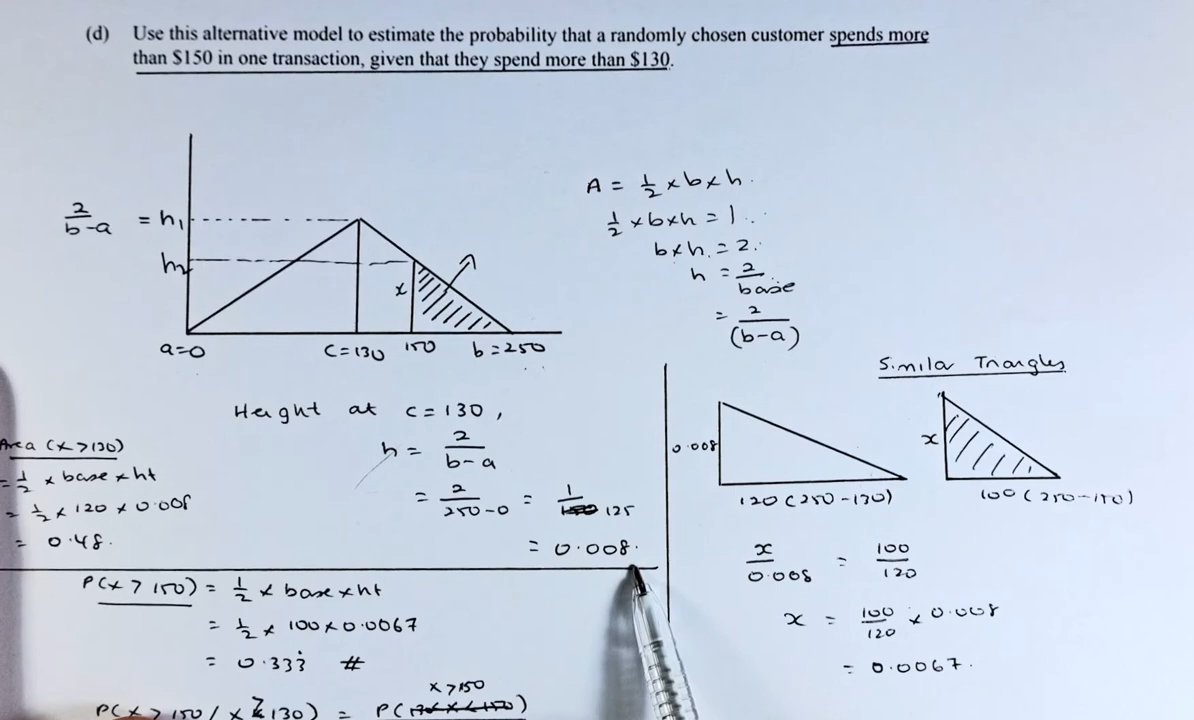 (d) Use this alternative model to estimate the probability that a randomly chosen customer spends more
than $150 in one transaction, given that they spend more than $130.
2/(b-a) = h₁
h₂
x
a=0 C=130 150 b=250
A = ½ × b × h.
½ × b × h = 1..
b × h. = 2.
h = 2/base
= 2/(b-a)
Height at c = 130,
h = 2/(b-a)
= 2/(250-0) = 1/125
= 0.008.
Area (x > 130)
= ½ × base × ht
= ½ × 120 × 0.008
= 0.48.
Similar Triangles
0.008
120 (250-130)
x
100 (250-150)
x/0.008 = 100/120
x = 100/120 × 0.008
= 0.0067.
P(x > 150) = ½ × base × ht
= ½ × 100 × 0.0067
= 0.333̇ #
x > 150
P(x > 150 / x > 130) = P(130<x<150)